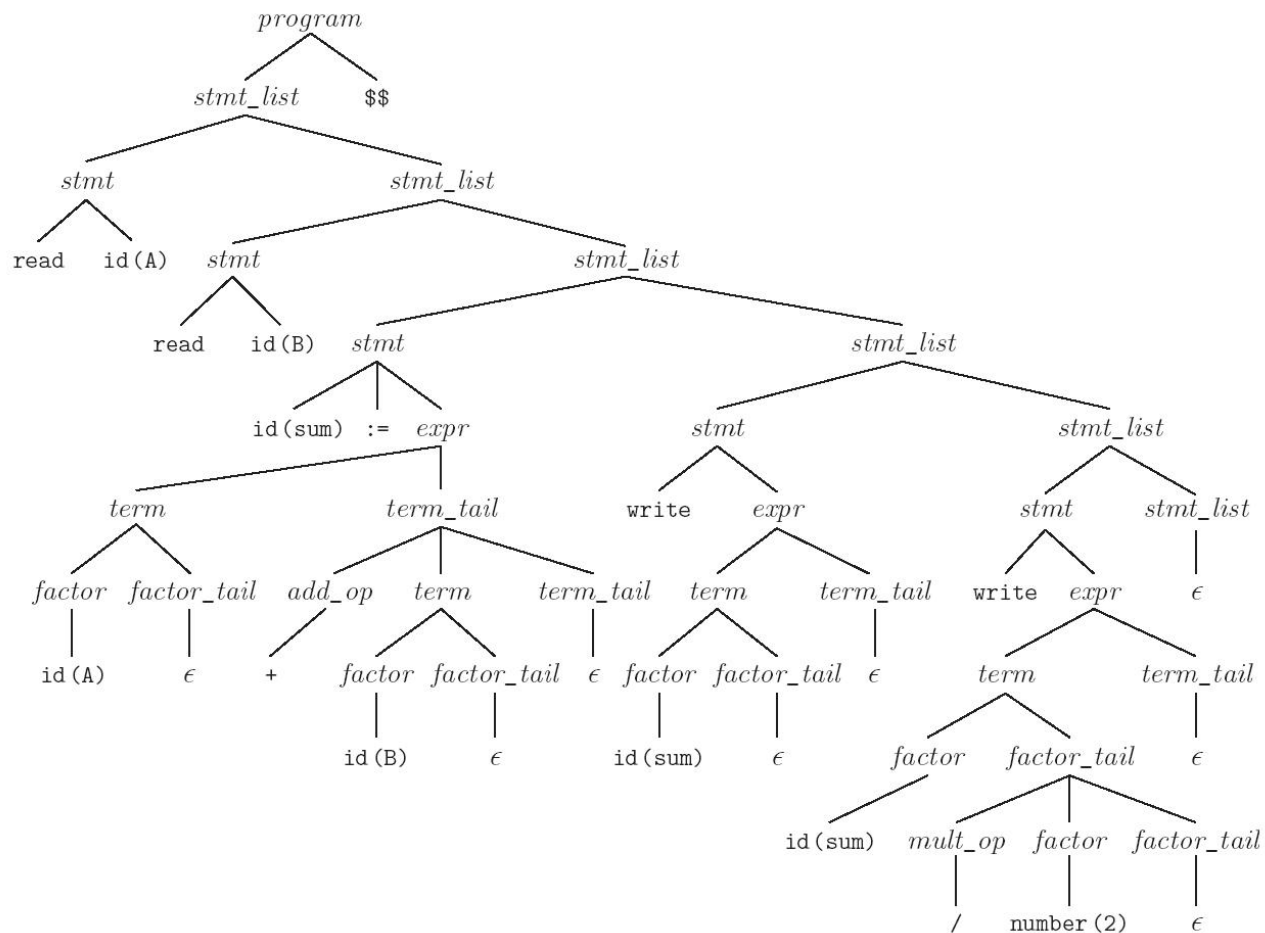 program
stmt_list $$
stmt stmt_list
read id(A) stmt stmt_list
read id(B) stmt stmt_list
id(sum) := expr stmt stmt_list
term term_tail write expr stmt stmt_list
factor factor_tail add_op term term_tail term term_tail write expr ϵ
id(A) ϵ + factor factor_tail ϵ factor factor_tail ϵ term term_tail
id(B) ϵ id(sum) ϵ factor factor_tail ϵ
id(sum) mult_op factor factor_tail
/ number(2) ϵ